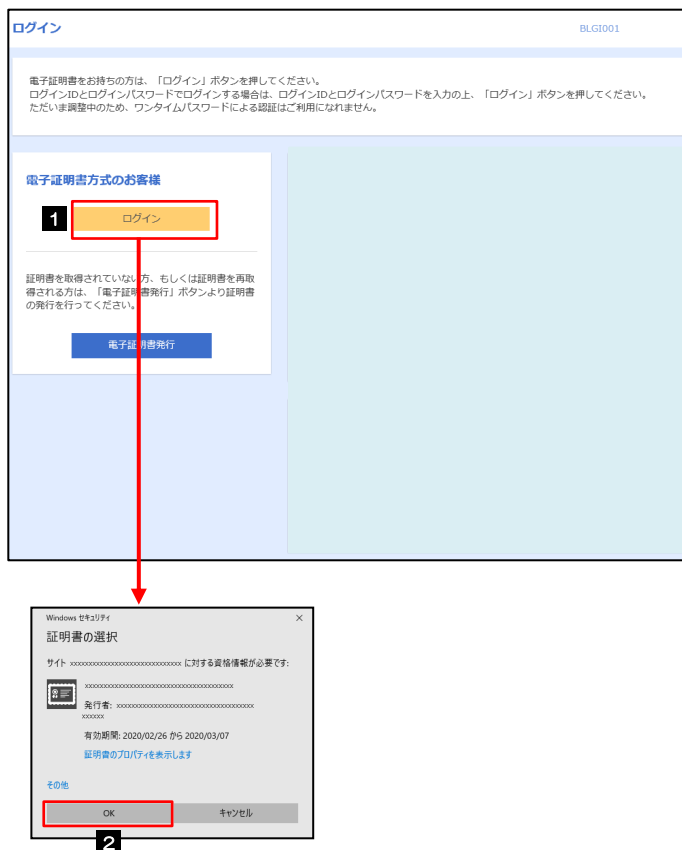 ログイン
BLGI001
電子証明書をお持ちの方は、「ログイン」ボタンを押してください。
ログインIDとログインパスワードでログインする場合は、ログインIDとログインパスワードを入力の上、「ログイン」ボタンを押してください。
ただいま調整中のため、ワンタイムパスワードによる認証はご利用になれません。
電子証明書方式のお客様
1
ログイン
証明書を取得されていない方、もしくは証明書を再取
得される方は、「電子証明書発行」ボタンより証明書
の発行を行ってください。
電子証明書発行
Windows セキュリティ
×
証明書の選択
サイト xxxxxxxxxxxxxxxxxxxxxxxxxxxxx に対する資格情報が必要です:
xxxxxxxxxxxxxxxxxxxxxxxxxxxxxxxxxxxxxxx
発行者: xxxxxxxxxxxxxxxxxxxxxxxxxxxxxxxxxxxx
xxxxxx
有効期間: 2020/02/26 から 2020/03/07
証明書のプロパティを表示します
その他
OK
キャンセル
2